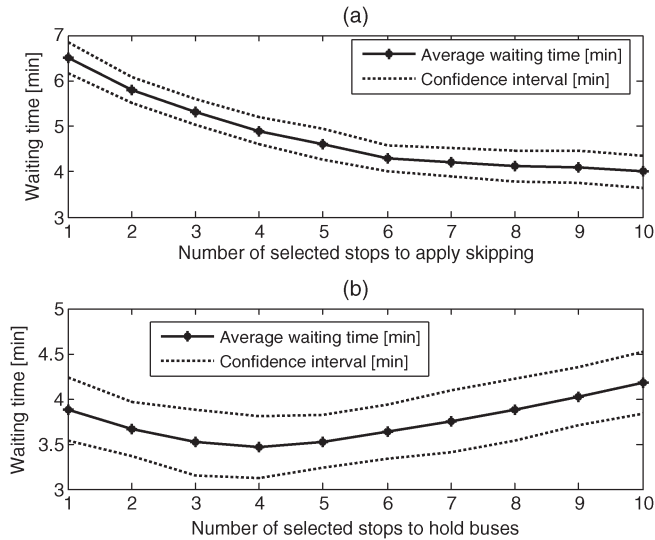 (a)
7
6
5
4
3
Waiting time [min]
Average waiting time [min]
Confidence interval [min]
1 2 3 4 5 6 7 8 9 10
Number of selected stops to apply skipping
(b)
5
4.5
4
3.5
3
Waiting time [min]
Average waiting time [min]
Confidence interval [min]
1 2 3 4 5 6 7 8 9 10
Number of selected stops to hold buses